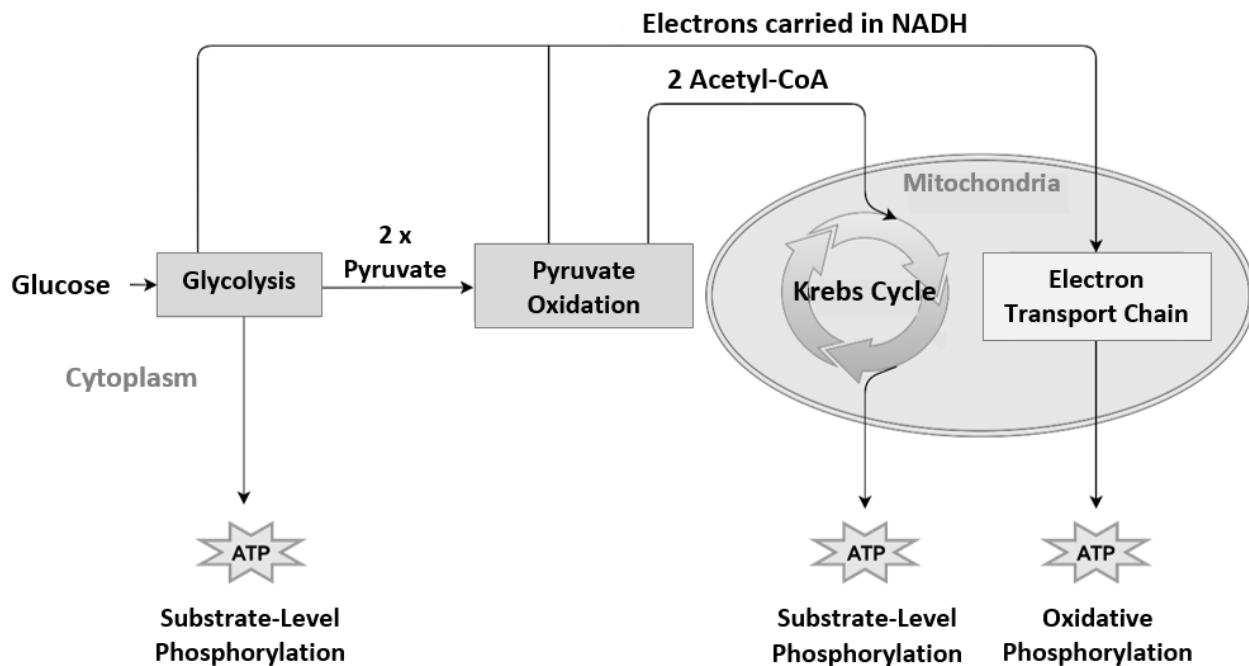 Electrons carried in NADH
2 Acetyl-CoA
Mitochondria
2 x
Pyruvate
Glucose
Glycolysis
Pyruvate
Oxidation
Krebs Cycle
Electron
Transport Chain
Cytoplasm
ATP
ATP
ATP
Substrate-Level
Phosphorylation
Substrate-Level
Phosphorylation
Oxidative
Phosphorylation